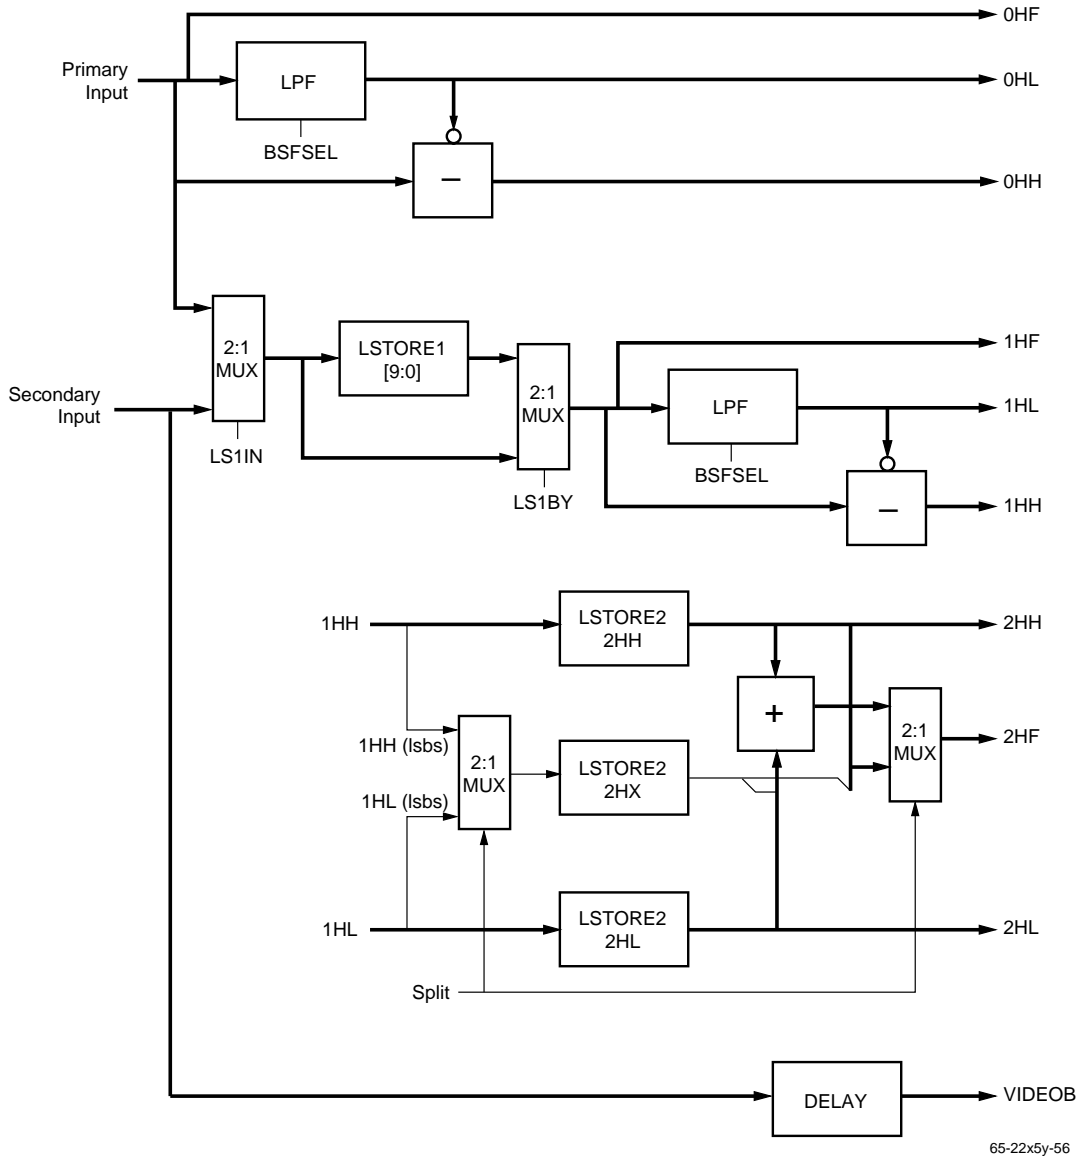 0HF
Primary
Input
LPF
0HL
BSFSEL
−
0HH
2:1
MUX
LSTORE1
[9:0]
1HF
Secondary
Input
2:1
MUX
LPF
1HL
LS1IN
BSFSEL
LS1BY
−
1HH
1HH
LSTORE2
2HH
2HH
+
1HH (lsbs)
2:1
MUX
2:1
MUX
2HF
LSTORE2
2HX
1HL (lsbs)
1HL
LSTORE2
2HL
2HL
Split
DELAY
VIDEOB
65-22x5y-56